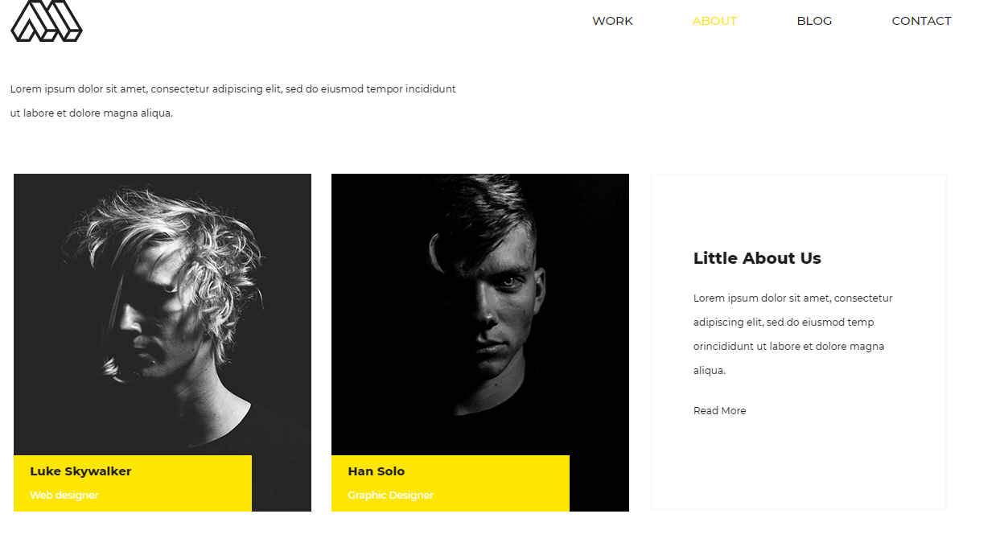 WORK ABOUT BLOG CONTACT
Lorem ipsum dolor sit amet, consectetur adipiscing elit, sed do eiusmod tempor incididunt
ut labore et dolore magna aliqua.
Luke Skywalker
Web designer
Han Solo
Graphic Designer
Little About Us
Lorem ipsum dolor sit amet, consectetur
adipiscing elit, sed do eiusmod temp
orincididunt ut labore et dolore magna
aliqua.
Read More